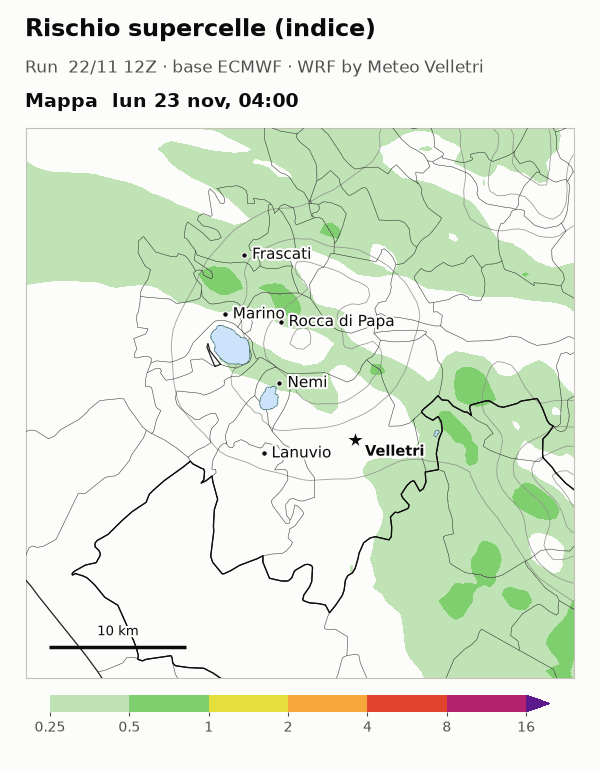 Rischio supercelle (indice)
Run  22/11 12Z · base ECMWF · WRF by Meteo Velletri
Mappa  lun 23 nov, 04:00
Frascati
Marino
Rocca di Papa
Nemi
Velletri
Lanuvio
10 km
0.25 0.5 1 2 4 8 16